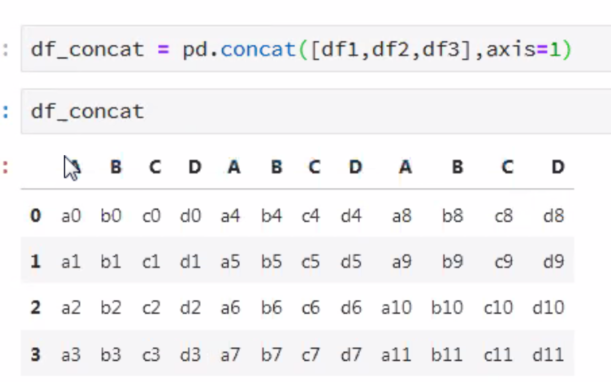 df_concat = pd.concat([df1,df2,df3],axis=1)
df_concat
A B C D A B C D A B C D
0 a0 b0 c0 d0 a4 b4 c4 d4 a8 b8 c8 d8
1 a1 b1 c1 d1 a5 b5 c5 d5 a9 b9 c9 d9
2 a2 b2 c2 d2 a6 b6 c6 d6 a10 b10 c10 d10
3 a3 b3 c3 d3 a7 b7 c7 d7 a11 b11 c11 d11